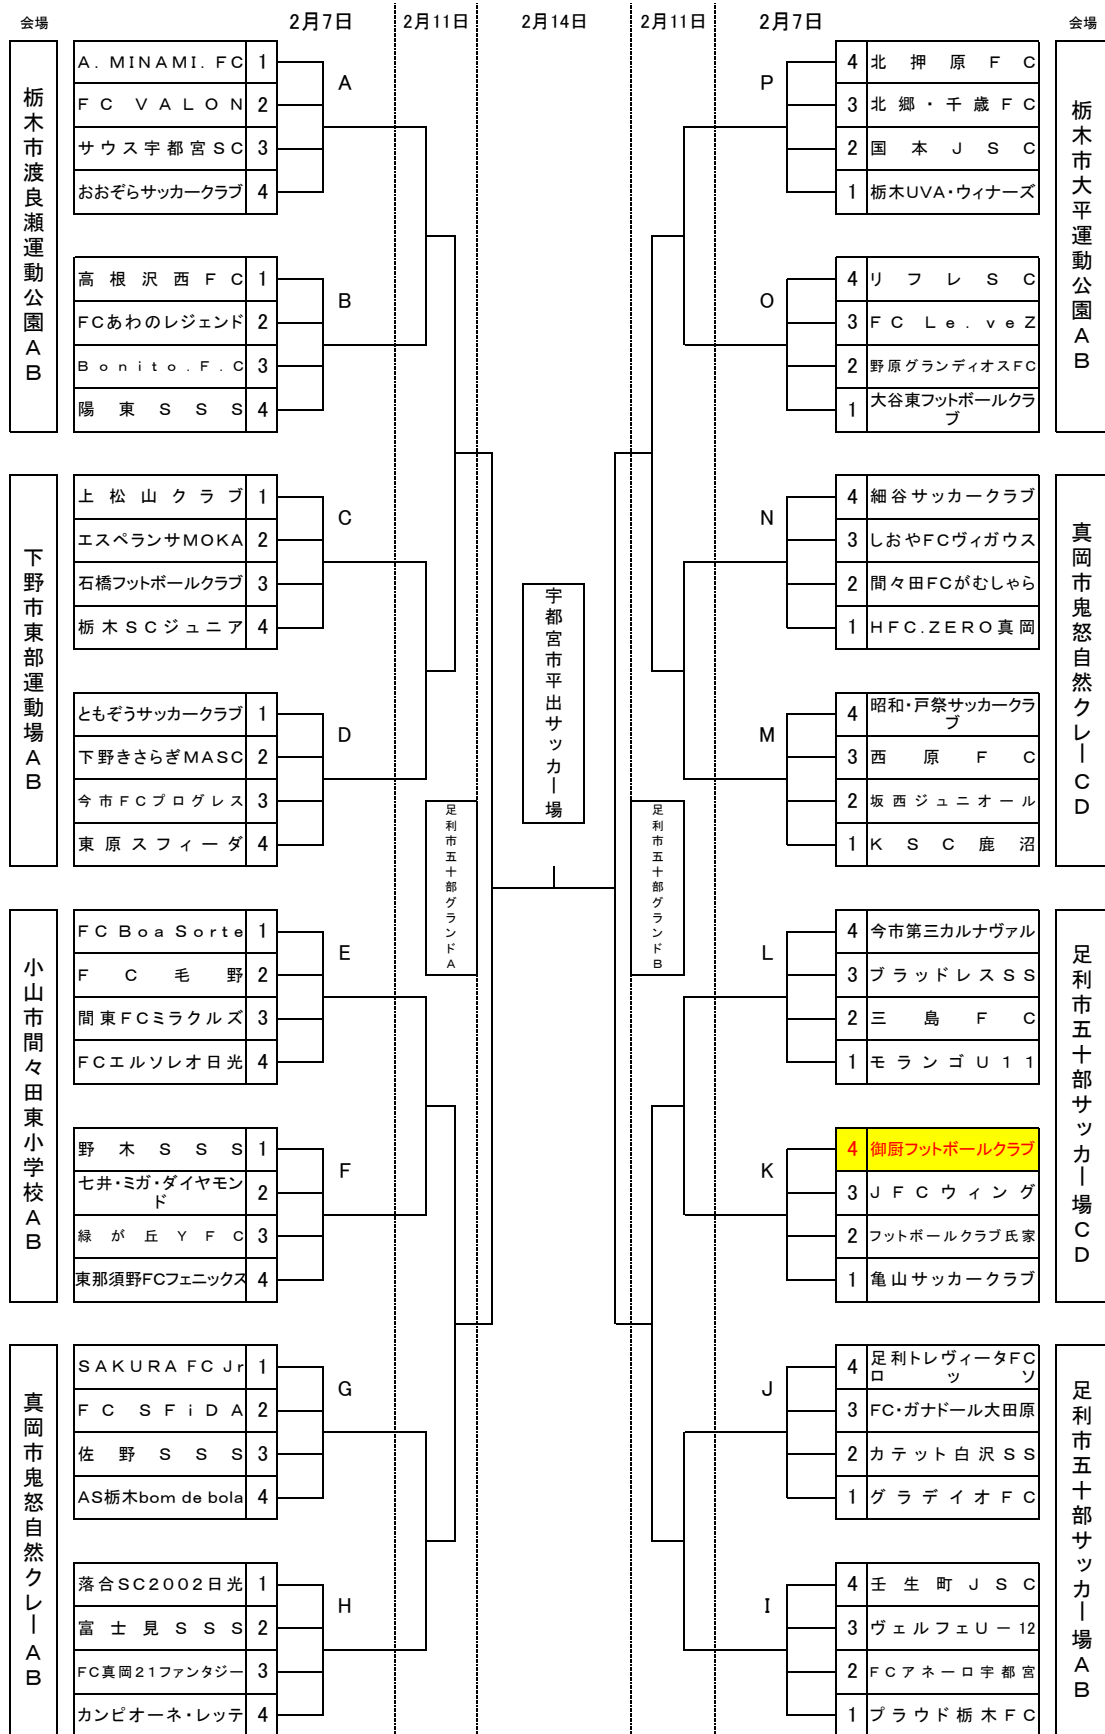 会場 2月7日 2月11日 2月14日 2月11日 2月7日 会場
栃木市渡良瀬運動公園AB
A
A. MINAMI. FC 1
FC VALON 2
サウス宇都宮SC 3
おおぞらサッカークラブ 4
B
高根沢西FC 1
FCあわのレジェンド 2
Bonito.F.C 3
陽東SSS 4
下野市東部運動場AB
C
上松山クラブ 1
エスペランサMOKA 2
石橋フットボールクラブ 3
栃木SCジュニア 4
D
ともぞうサッカークラブ 1
下野きさらぎMASC 2
今市FCプログレス 3
東原スフィーダ 4
小山市間々田東小学校AB
E
FC Boa Sorte 1
FC毛野 2
間東FCミラクルズ 3
FCエルソレオ日光 4
F
野木SSS 1
七井・ミガ・ダイヤモン
ド 2
緑が丘YFC 3
東那須野FCフェニックス 4
真岡市鬼怒自然クレーAB
G
SAKURA FC Jr 1
FC SFiDA 2
佐野SSS 3
AS栃木bom de bola 4
H
落合SC2002日光 1
富士見SSS 2
FC真岡21ファンタジー 3
カンピオーネ・レッテ 4
足利市五十部グランドA
宇都宮市平出サッカー場
足利市五十部グランドB
P
4 北押原FC
3 北郷・千歳FC
2 国本JSC
1 栃木UVA・ウィナーズ
栃木市大平運動公園AB
O
4 リフレSC
3 FC Le.veZ
2 野原グランディオスFC
1 大谷東フットボールクラ
ブ
N
4 細谷サッカークラブ
3 しおやFCヴィガウス
2 間々田FCがむしゃら
1 HFC.ZERO真岡
真岡市鬼怒自然クレーCD
M
4 昭和・戸祭サッカークラ
ブ
3 西原FC
2 坂西ジュニオール
1 KSC鹿沼
L
4 今市第三カルナヴァル
3 ブラッドレスSS
2 三島FC
1 モランゴU11
足利市五十部サッカー場CD
K
4 御厨フットボールクラブ
3 JFCウィング
2 フットボールクラブ氏家
1 亀山サッカークラブ
J
4 足利トレヴィータFC
ロッソ
3 FC・ガナドール大田原
2 カテット白沢SS
1 グラディオFC
足利市五十部サッカー場AB
I
4 壬生町JSC
3 ヴェルフェU-12
2 FCアネーロ宇都宮
1 プラウド栃木FC